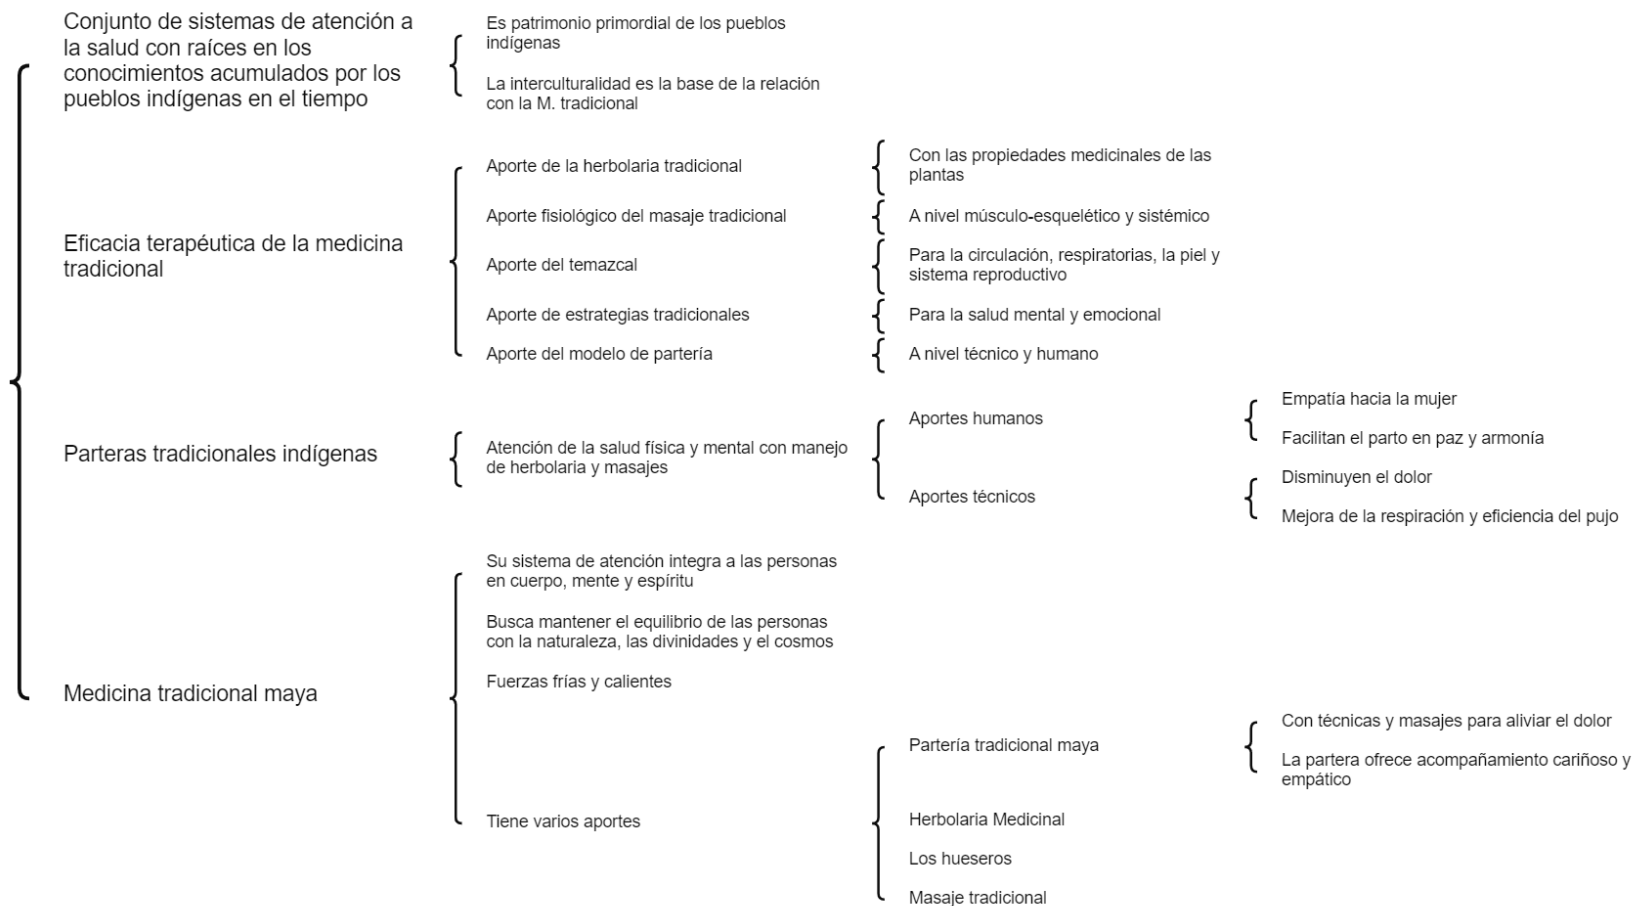 Conjunto de sistemas de atención a
la salud con raíces en los
conocimientos acumulados por los
pueblos indígenas en el tiempo
Es patrimonio primordial de los pueblos
indígenas
La interculturalidad es la base de la relación
con la M. tradicional
Eficacia terapéutica de la medicina
tradicional
Aporte de la herbolaria tradicional
Con las propiedades medicinales de las
plantas
Aporte fisiológico del masaje tradicional
A nivel músculo-esquelético y sistémico
Aporte del temazcal
Para la circulación, respiratorias, la piel y
sistema reproductivo
Aporte de estrategias tradicionales
Para la salud mental y emocional
Aporte del modelo de partería
A nivel técnico y humano
Parteras tradicionales indígenas
Atención de la salud física y mental con manejo
de herbolaria y masajes
Aportes humanos
Empatía hacia la mujer
Facilitan el parto en paz y armonía
Aportes técnicos
Disminuyen el dolor
Mejora de la respiración y eficiencia del pujo
Medicina tradicional maya
Su sistema de atención integra a las personas
en cuerpo, mente y espíritu
Busca mantener el equilibrio de las personas
con la naturaleza, las divinidades y el cosmos
Fuerzas frías y calientes
Tiene varios aportes
Partería tradicional maya
Con técnicas y masajes para aliviar el dolor
La partera ofrece acompañamiento cariñoso y
empático
Herbolaria Medicinal
Los hueseros
Masaje tradicional